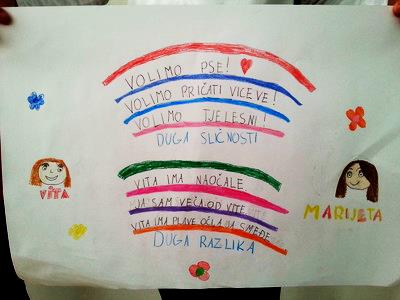 VOLIMO PSE!
VOLIMO PRIČATI VICEVE!
VOLIMO TJELESNI!
DUGA SLIČNOSTI
VITA IMA NAOČALE
JA SAM VEĆA OD VITE
VITA IMA PLAVE OČI, A JA SMEĐE
DUGA RAZLIKA
VITA
MARIJETA